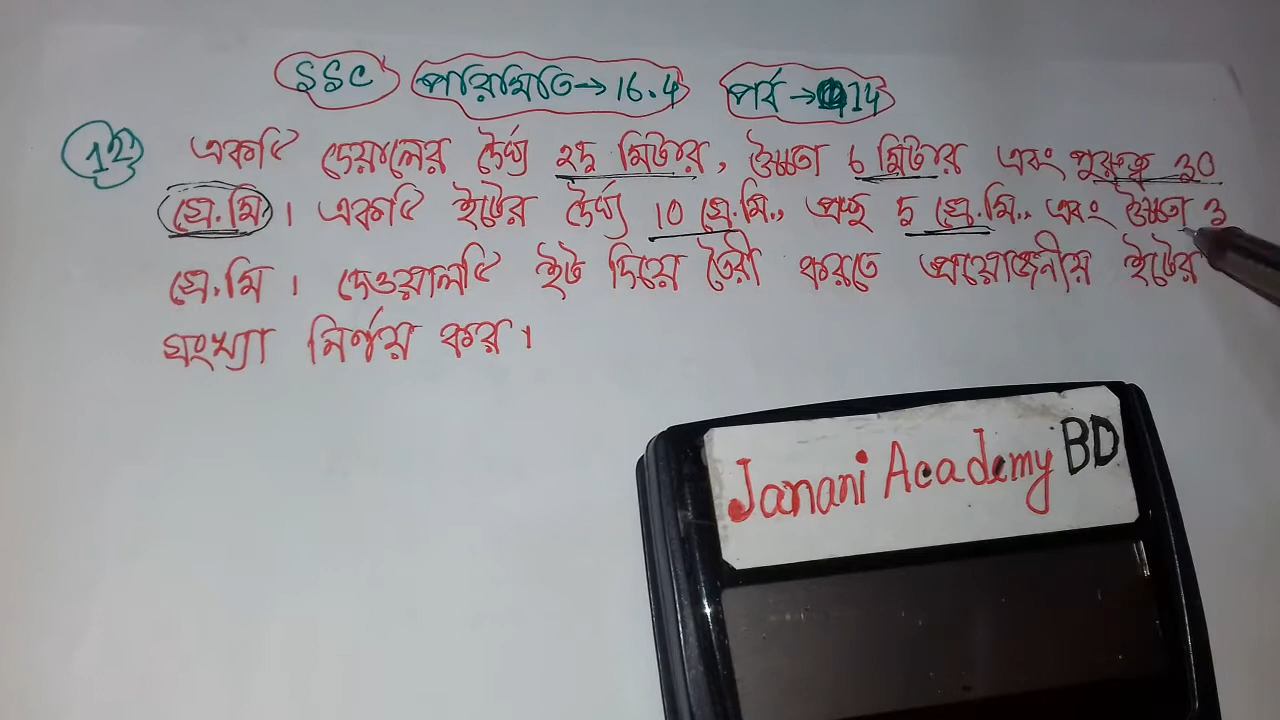 SSC পরিমিতি→16.4 পর্ব→14
12 একটি দেয়ালের দৈর্ঘ্য 25 মিটার, উচ্চতা 6 মিটার এবং পুরুত্ব 30
সে.মি। একটি ইটের দৈর্ঘ্য 10 সে.মি., প্রস্থ 5 সে.মি., এবং উচ্চতা 3
সে.মি। দেওয়ালটি ইট দিয়ে তৈরী করতে প্রয়োজনীয় ইটের
সংখ্যা নির্ণয় কর।
Janani Academy BD